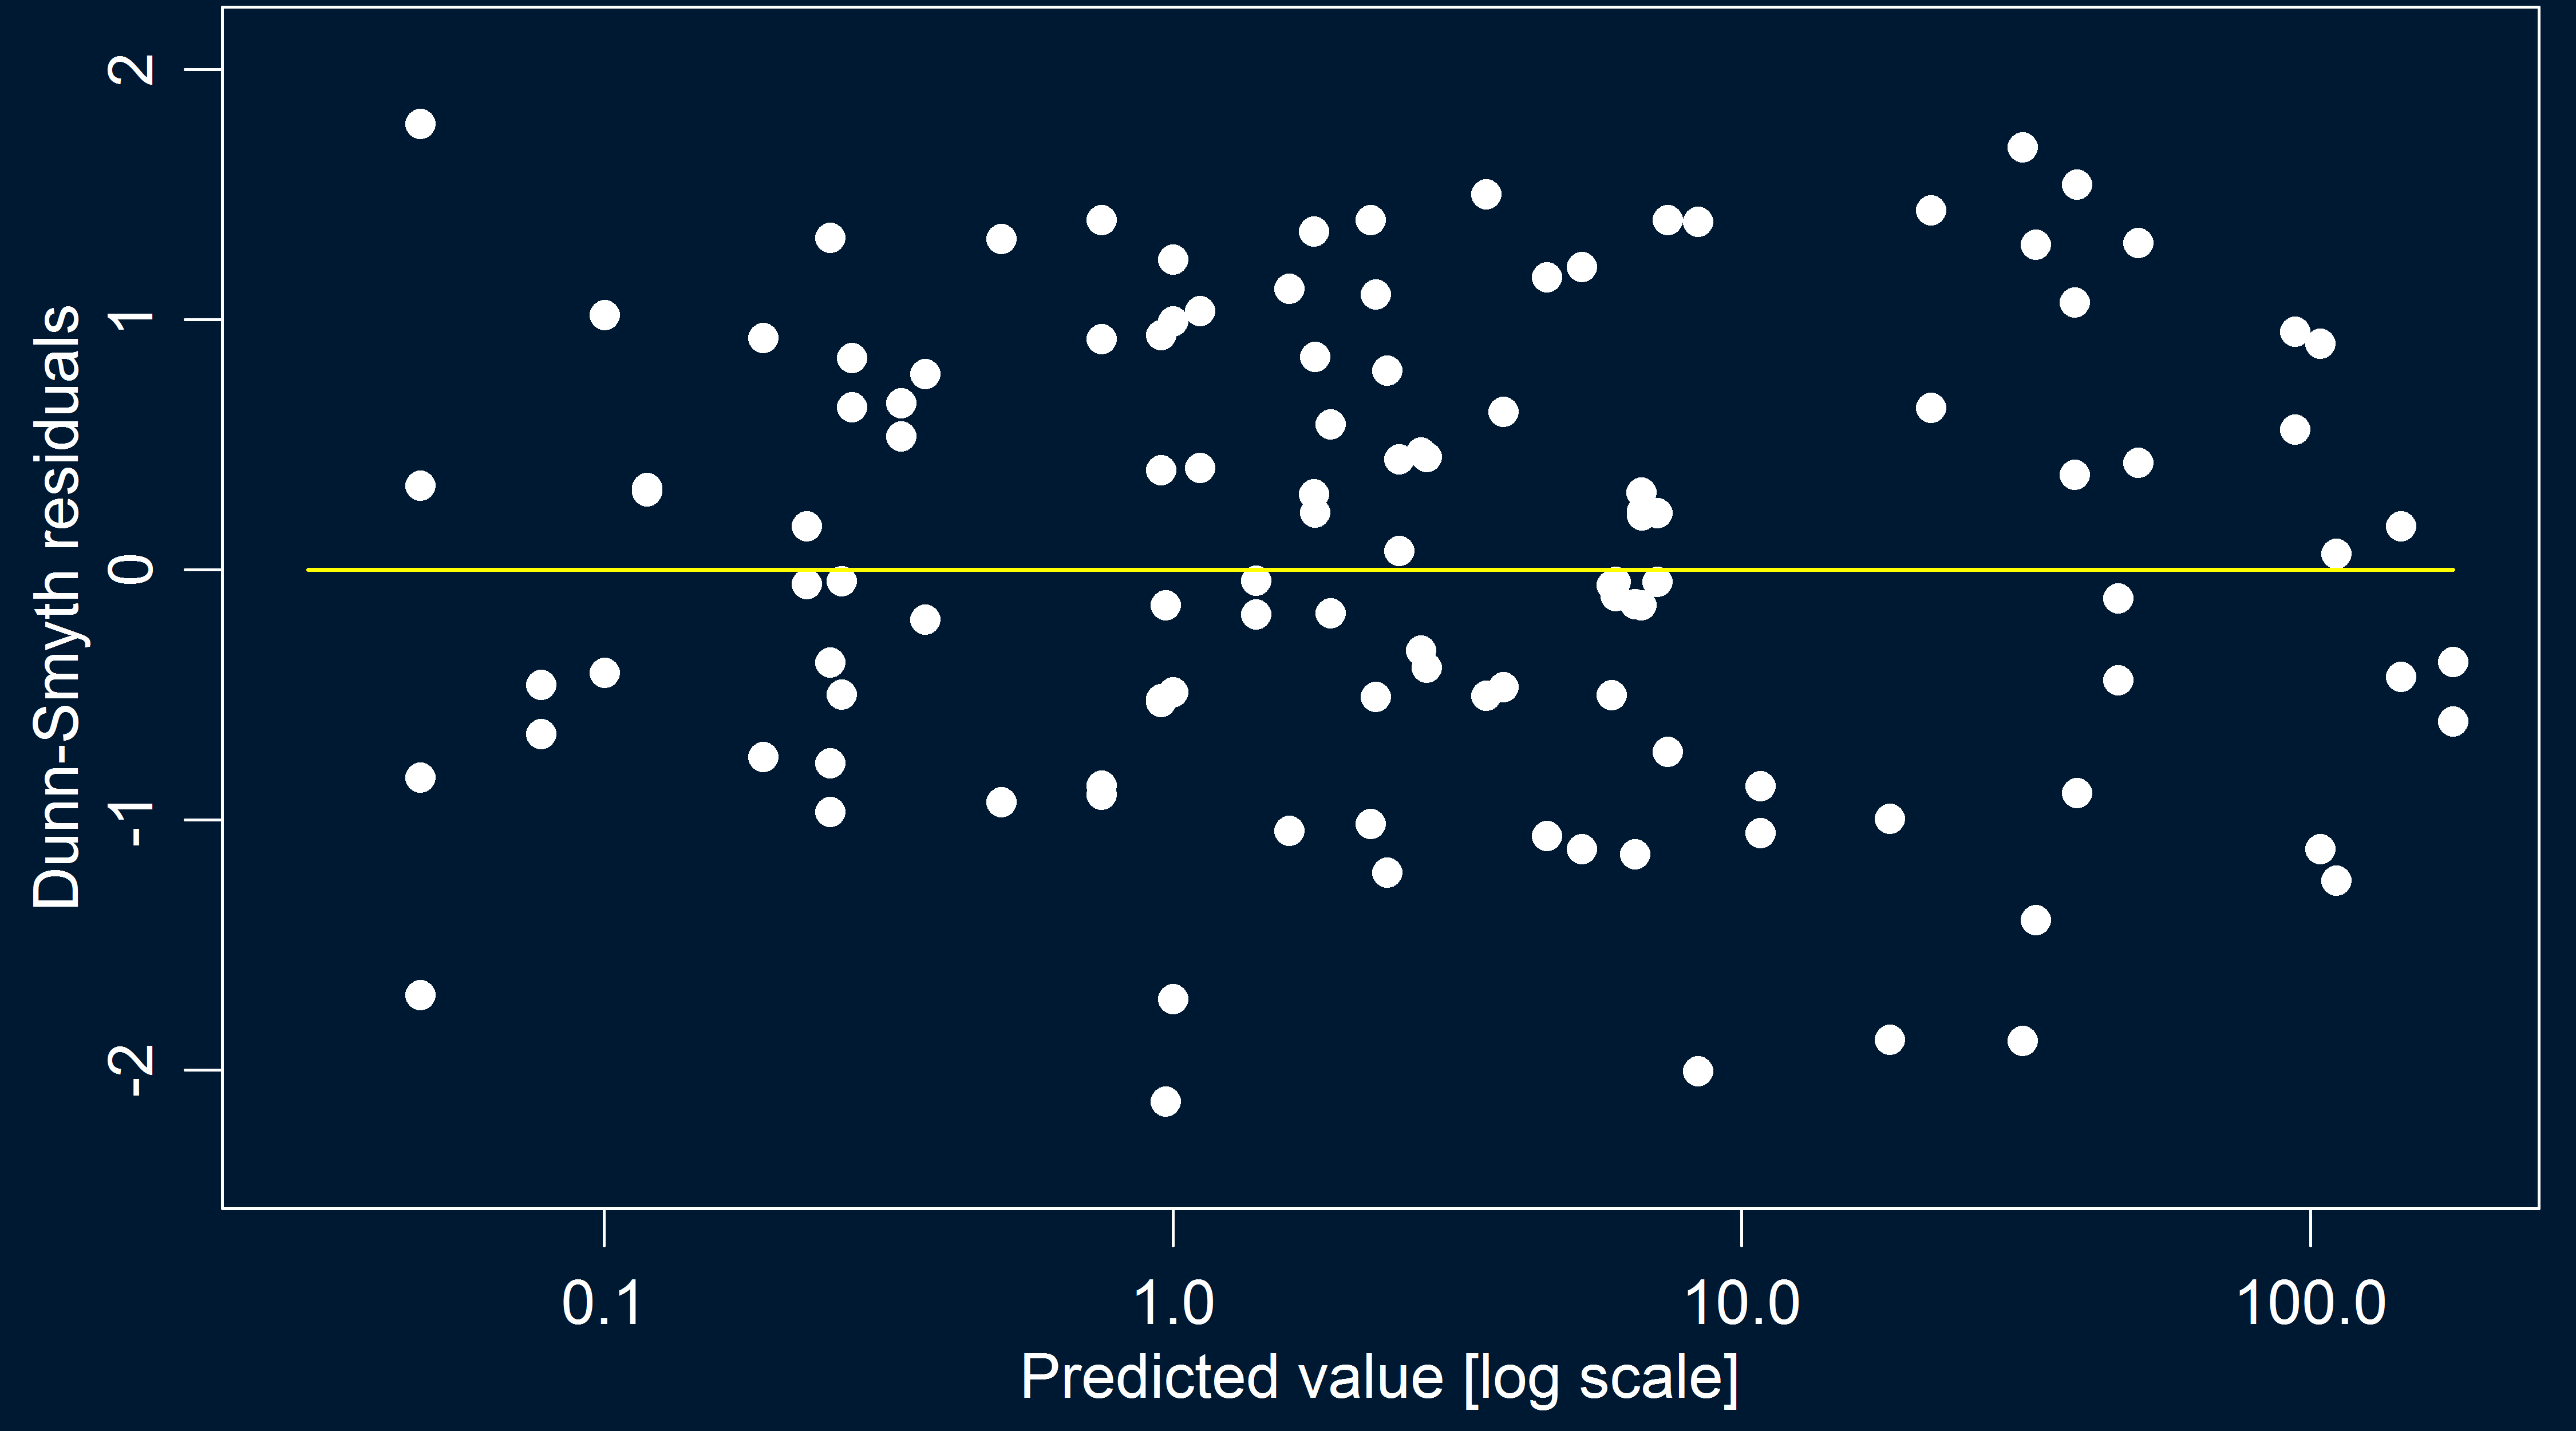 Dunn-Smyth residuals
2
1
0
-1
-2
0.1 1.0 10.0 100.0
Predicted value [log scale]